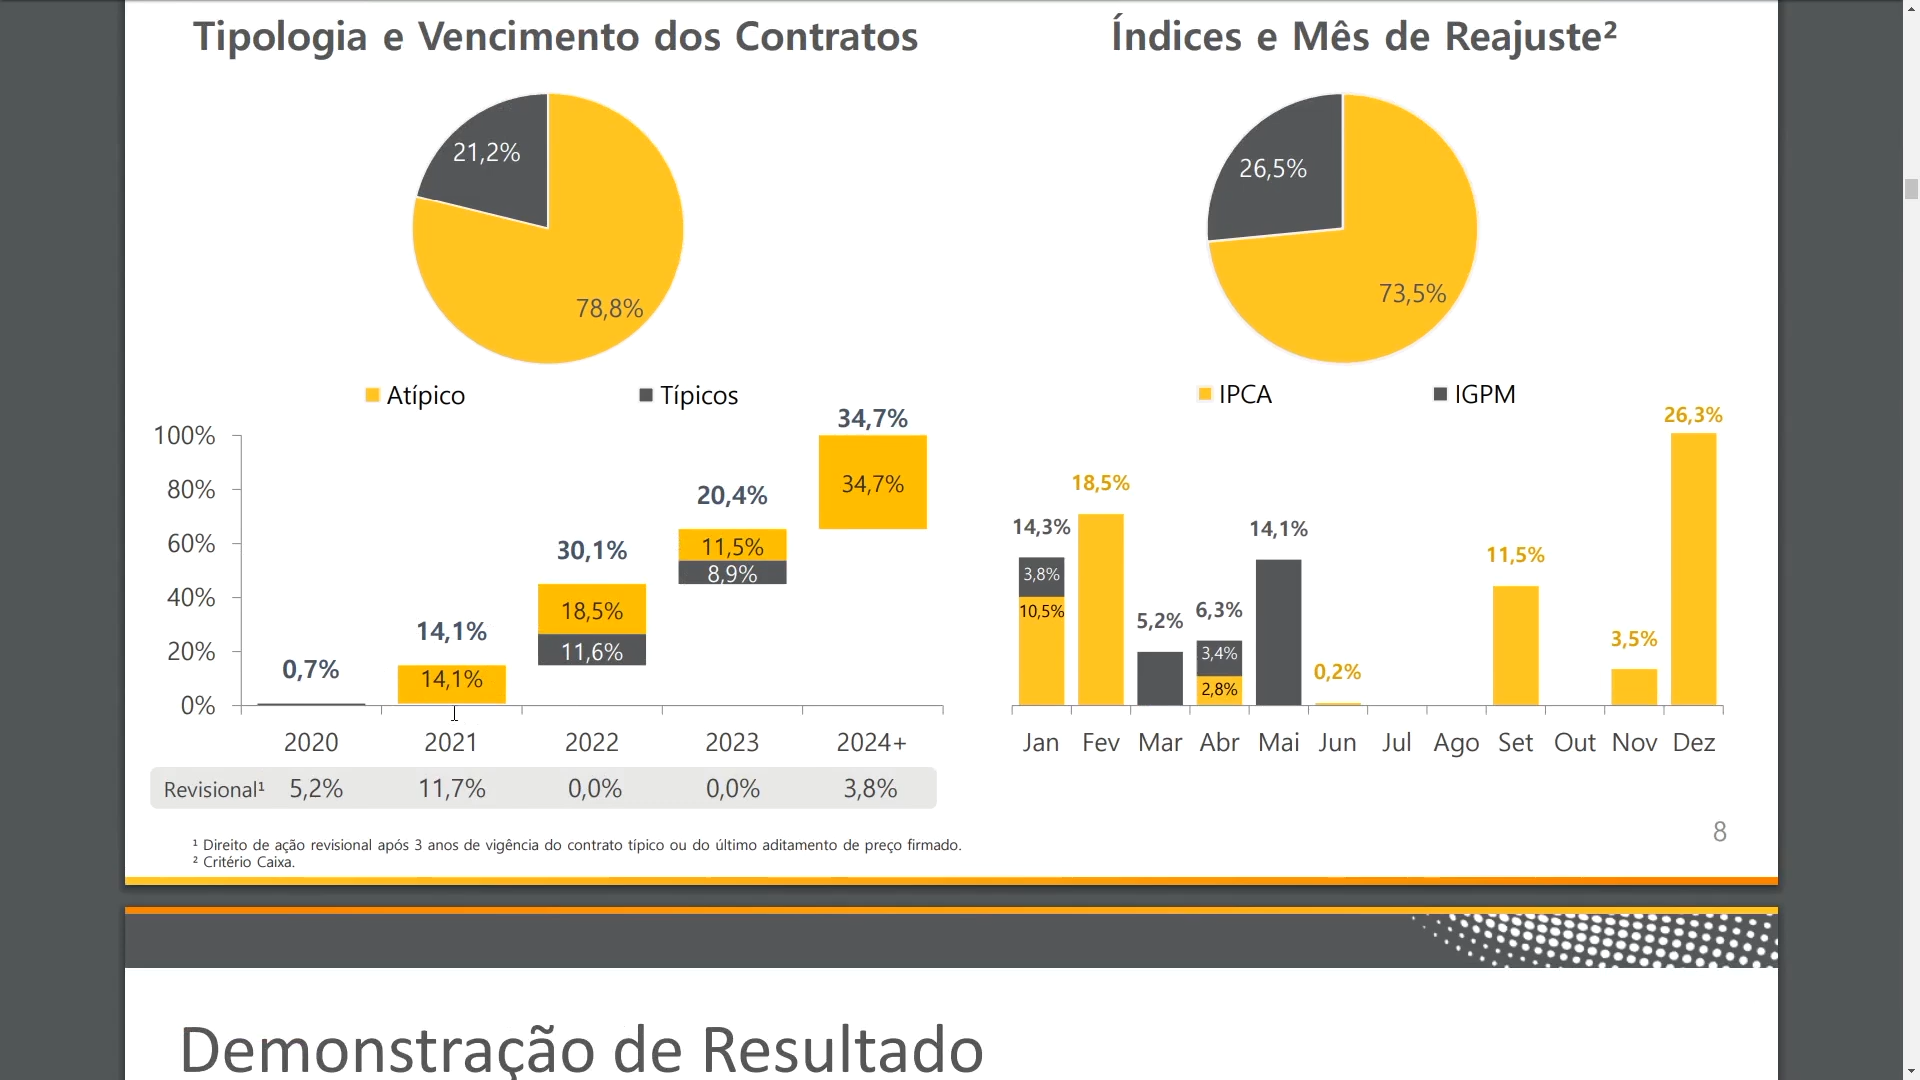 Tipologia e Vencimento dos Contratos
21,2%
78,8%
Atípico
Típicos
100%
80%
60%
40%
20%
0%
0,7%
14,1%
14,1%
30,1%
18,5%
11,6%
20,4%
11,5%
8,9%
34,7%
34,7%
2020 2021 2022 2023 2024+
Revisional¹ 5,2% 11,7% 0,0% 0,0% 3,8%
Índices e Mês de Reajuste²
26,5%
73,5%
IPCA
IGPM
14,3%
3,8%
10,5%
18,5%
5,2%
6,3%
3,4%
2,8%
14,1%
0,2%
11,5%
3,5%
26,3%
Jan Fev Mar Abr Mai Jun Jul Ago Set Out Nov Dez
¹ Direito de ação revisional após 3 anos de vigência do contrato típico ou do último aditamento de preço firmado.
² Critério Caixa.
8
Demonstração de Resultado